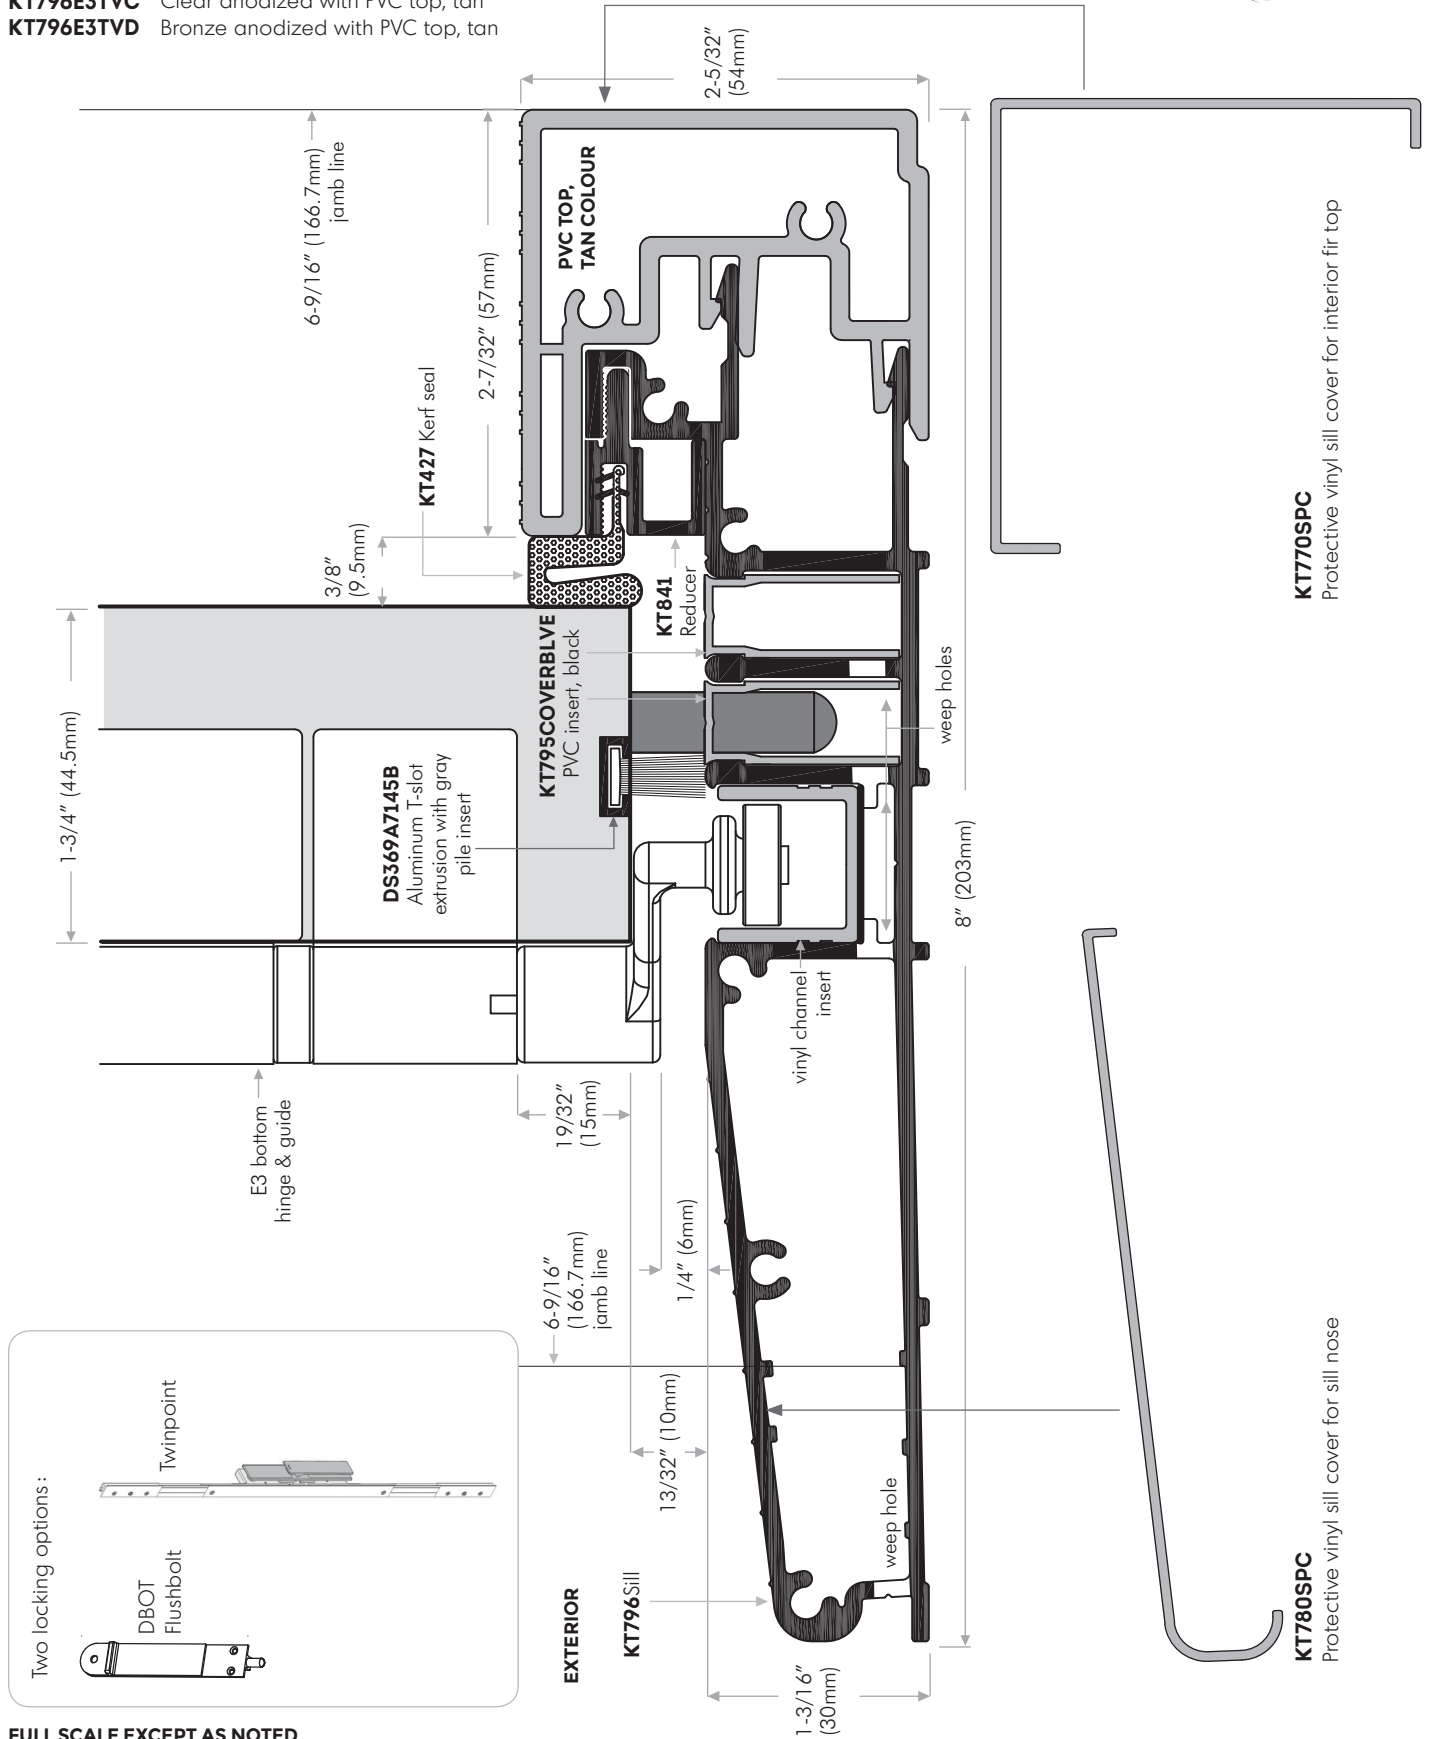 KT796E3TVC Clear anodized with PVC top, tan
KT796E3TVD Bronze anodized with PVC top, tan
2-5/32"
(54mm)
6-9/16" (166.7mm)
jamb line
2-7/32" (57mm)
PVC TOP,
TAN COLOUR
KT427 Kerf seal
3/8"
(9.5mm)
KT841
Reducer
KT795COVERBLVE
PVC insert, black
1-3/4" (44.5mm)
DS369A7145B
Aluminum T-slot
extrusion with gray
pile insert
weep holes
8" (203mm)
vinyl channel
insert
E3 bottom
hinge & guide
19/32"
(15mm)
1/4" (6mm)
6-9/16"
(166.7mm)
jamb line
13/32" (10mm)
weep hole
EXTERIOR
KT796Sill
1-3/16"
(30mm)
Two locking options:
DBOT
Flushbolt
Twinpoint
KT770SPC
Protective vinyl sill cover for interior fir top
KT780SPC
Protective vinyl sill cover for sill nose
FULL SCALE EXCEPT AS NOTED